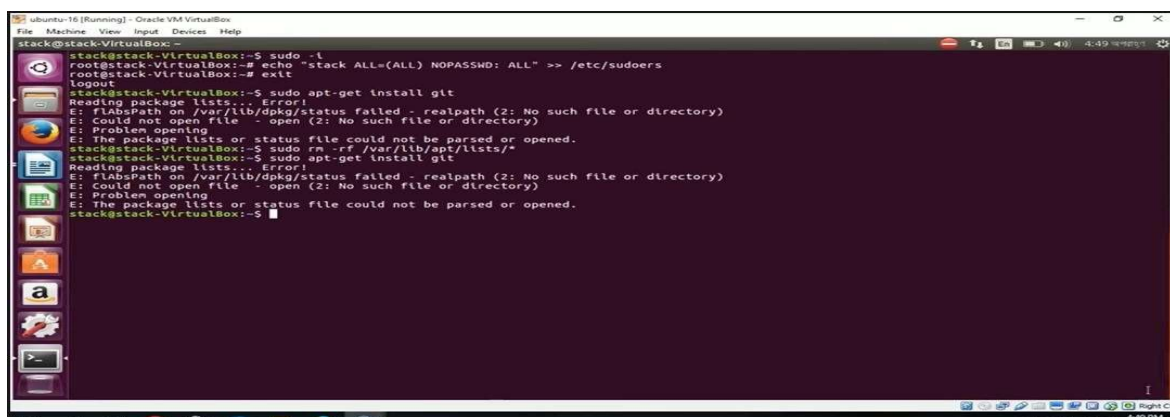 ubuntu-16 [Running] - Oracle VM VirtualBox
File Machine View Input Devices Help
stack@stack-VirtualBox: ~
En
4:49 অপরাহ্ণ
stack@stack-VirtualBox:~$ sudo -i
root@stack-VirtualBox:~# echo "stack ALL=(ALL) NOPASSWD: ALL" >> /etc/sudoers
root@stack-VirtualBox:~# exit
logout
stack@stack-VirtualBox:~$ sudo apt-get install git
Reading package lists... Error!
E: flAbsPath on /var/lib/dpkg/status failed - realpath (2: No such file or directory)
E: Could not open file  - open (2: No such file or directory)
E: Problem opening
E: The package lists or status file could not be parsed or opened.
stack@stack-VirtualBox:~$ sudo rm -rf /var/lib/apt/lists/*
stack@stack-VirtualBox:~$ sudo apt-get install git
Reading package lists... Error!
E: flAbsPath on /var/lib/dpkg/status failed - realpath (2: No such file or directory)
E: Could not open file  - open (2: No such file or directory)
E: Problem opening
E: The package lists or status file could not be parsed or opened.
stack@stack-VirtualBox:~$
a
Right C
4:49 PM